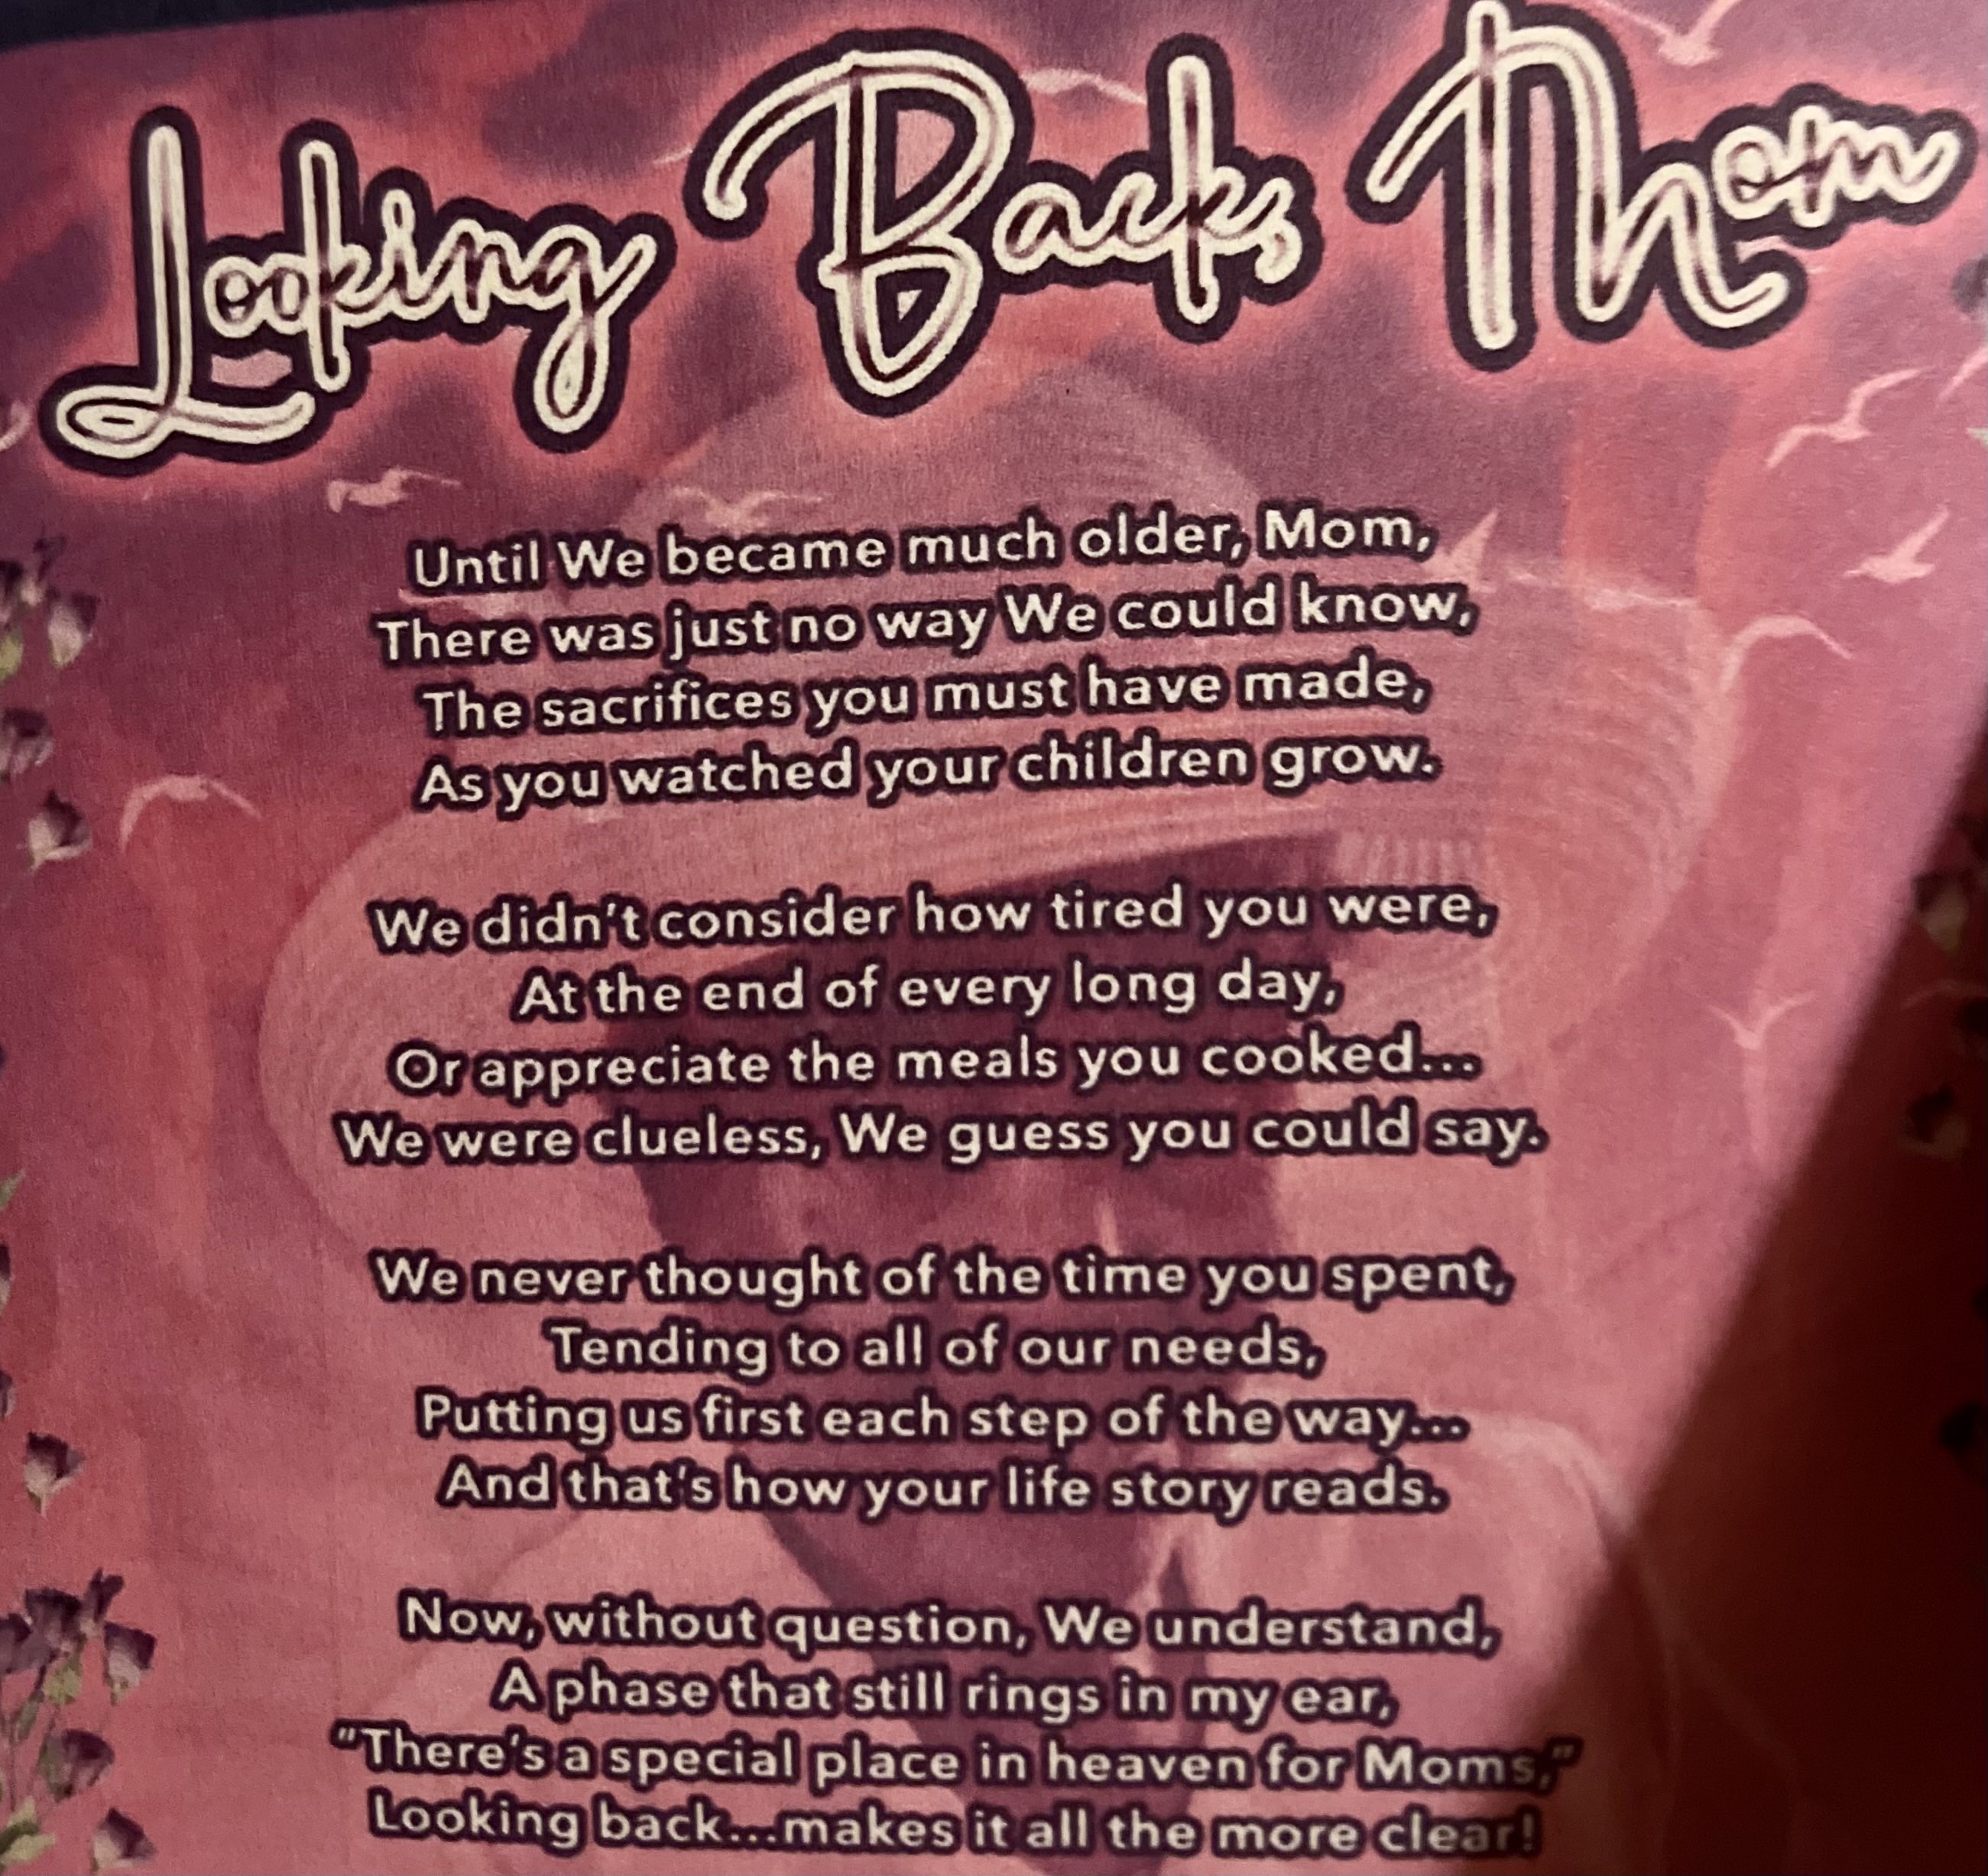 Looking Back, Mom
Until We became much older, Mom,
There was just no way We could know,
The sacrifices you must have made,
As you watched your children grow.
We didn't consider how tired you were,
At the end of every long day,
Or appreciate the meals you cooked...
We were clueless, We guess you could say.
We never thought of the time you spent,
Tending to all of our needs,
Putting us first each step of the way...
And that's how your life story reads.
Now, without question, We understand,
A phase that still rings in my ear,
"There's a special place in heaven for Moms,"
Looking back...makes it all the more clear!